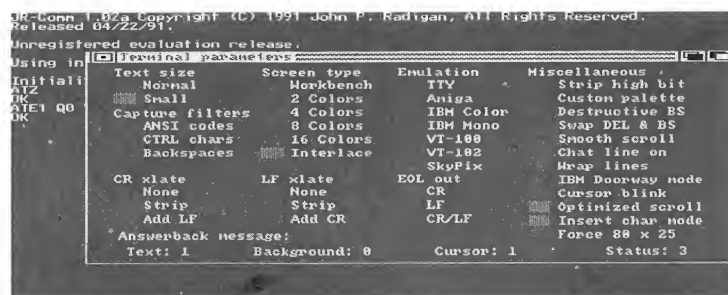 JR-Comm 1.02a Copyright (C) 1991 John P. Radigan, All Rights Reserved.
Released 04/22/91.
Unregistered evaluation release.
Using in
Initiali
ATZ
OK
ATE1 Q0
OK
Terminal parameters
Text size Screen type Emulation Miscellaneous
Normal Workbench TTY Strip high bit
Small 2 Colors Amiga Custom palette
Capture filters 4 Colors IBM Color Destructive BS
ANSI codes 8 Colors IBM Mono Swap DEL & BS
CTRL chars 16 Colors VT-100 Smooth scroll
Backspaces Interlace VT-102 Chat line on
SkyPix Wrap lines
CR xlate LF xlate EOL out IBM Doorway mode
None None CR Cursor blink
Strip Strip LF Optimized scroll
Add LF Add CR CR/LF Insert char mode
Answerback message: Force 80 x 25
Text: 1 Background: 0 Cursor: 1 Status: 3